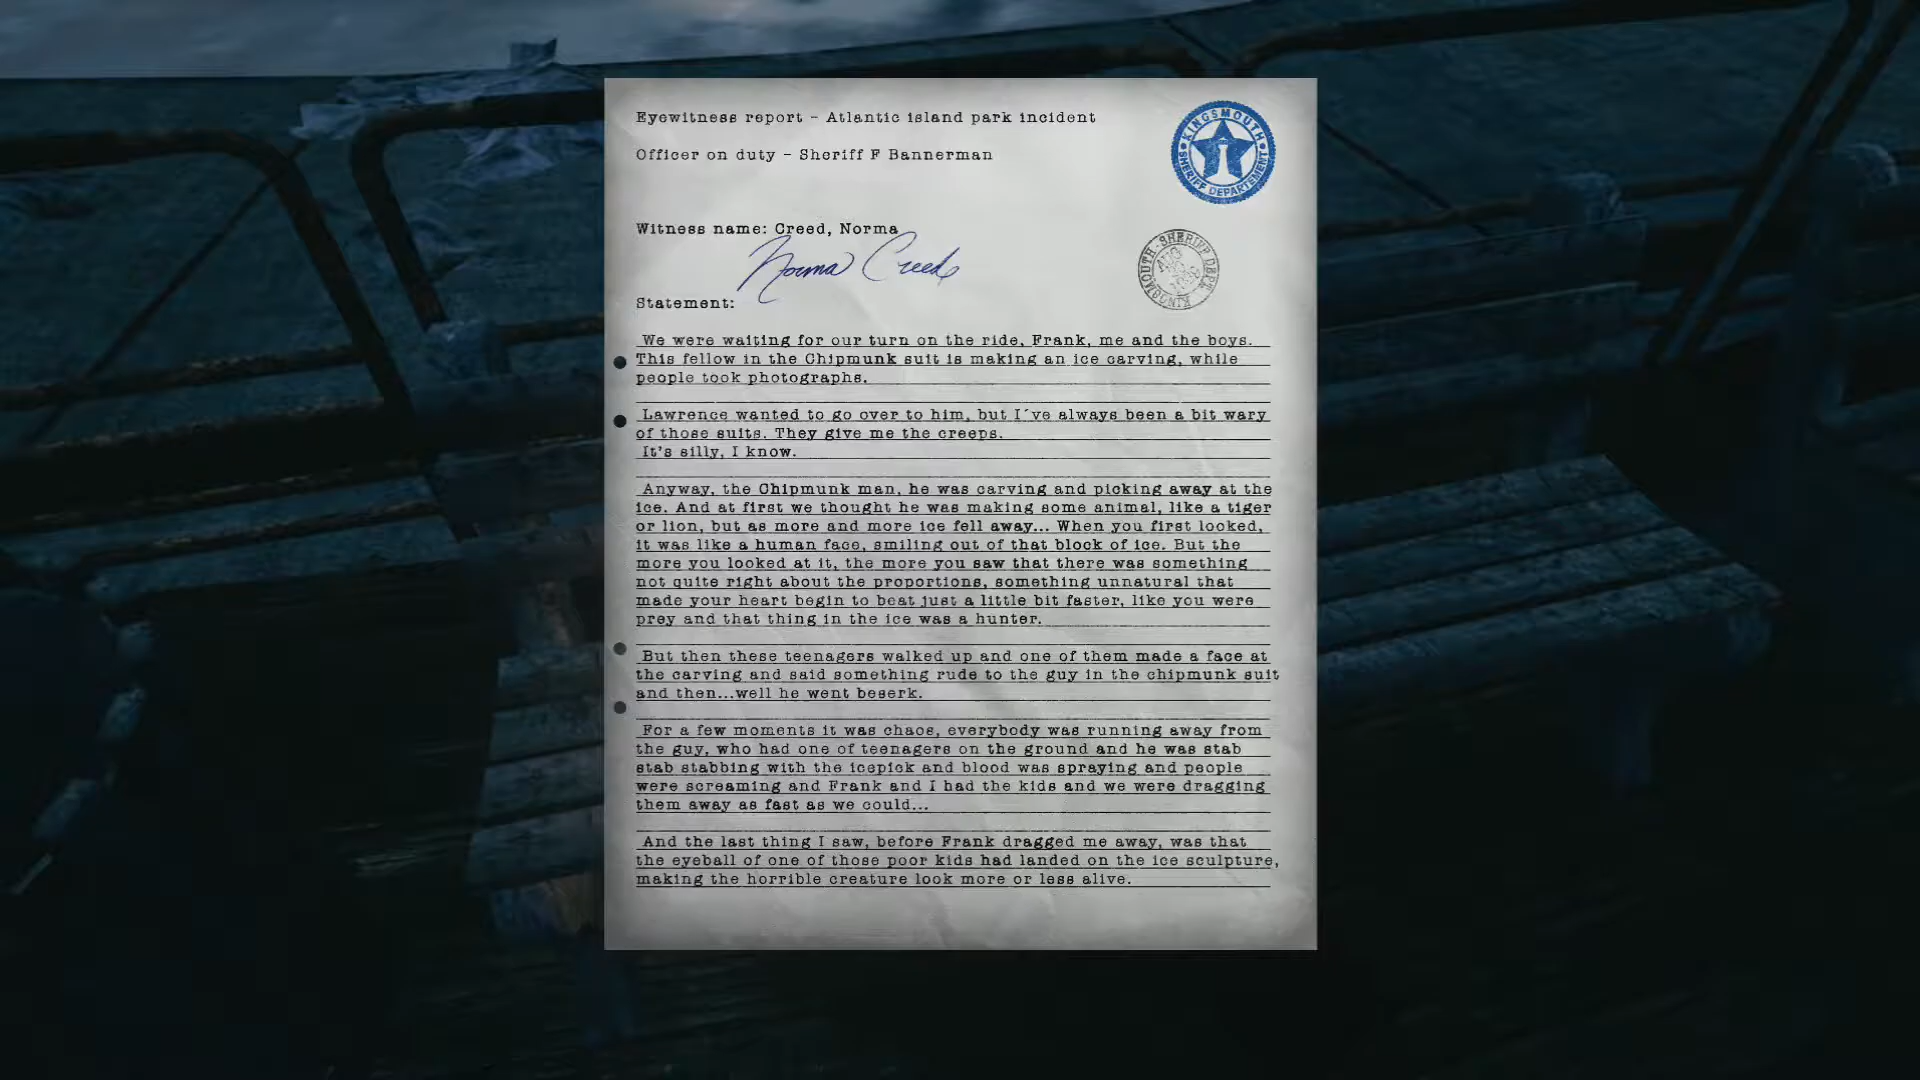 Eyewitness report - Atlantic island park incident
KINGSMOUTH
SHERIFF DEPARTEMENT
Officer on duty - Sheriff F Bannerman
Witness name: Creed, Norma
Norma Creed
Statement:
We were waiting for our turn on the ride, Frank, me and the boys.
This fellow in the Chipmunk suit is making an ice carving, while
people took photographs.
Lawrence wanted to go over to him, but I´ve always been a bit wary
of those suits. They give me the creeps.
It's silly, I know.
Anyway, the Chipmunk man, he was carving and picking away at the
ice. And at first we thought he was making some animal, like a tiger
or lion, but as more and more ice fell away... When you first looked,
it was like a human face, smiling out of that block of ice. But the
more you looked at it, the more you saw that there was something
not quite right about the proportions, something unnatural that
made your heart begin to beat just a little bit faster, like you were
prey and that thing in the ice was a hunter.
But then these teenagers walked up and one of them made a face at
the carving and said something rude to the guy in the chipmunk suit
and then...well he went beserk.
For a few moments it was chaos, everybody was running away from
the guy, who had one of teenagers on the ground and he was stab
stab stabbing with the icepick and blood was spraying and people
were screaming and Frank and I had the kids and we were dragging
them away as fast as we could...
And the last thing I saw, before Frank dragged me away, was that
the eyeball of one of those poor kids had landed on the ice sculpture,
making the horrible creature look more or less alive.